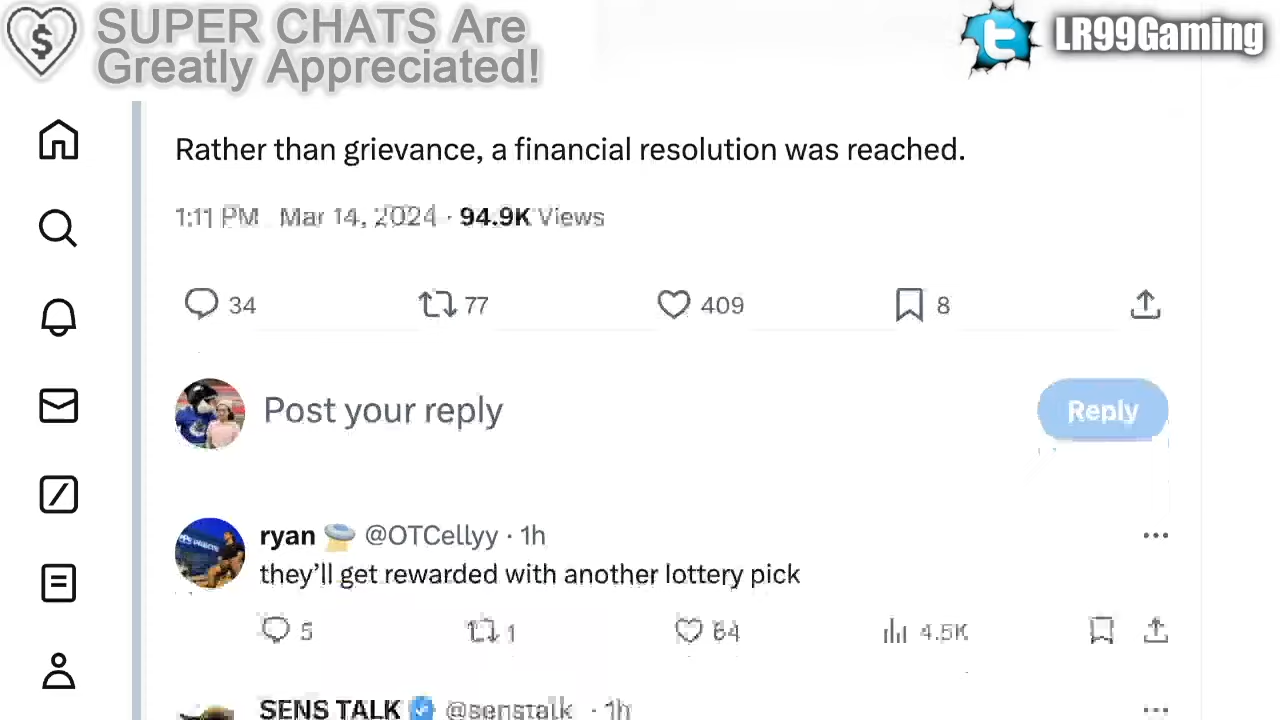 SUPER CHATS Are
Greatly Appreciated!
LR99Gaming
Rather than grievance, a financial resolution was reached.
1:11 PM Mar 14, 2024 · 94.9K Views
34 77 409 8
Post your reply
Reply
ryan @OTCellyy · 1h
they’ll get rewarded with another lottery pick
5 1 64 4.5K
SENS TALK @senstalk · 1h